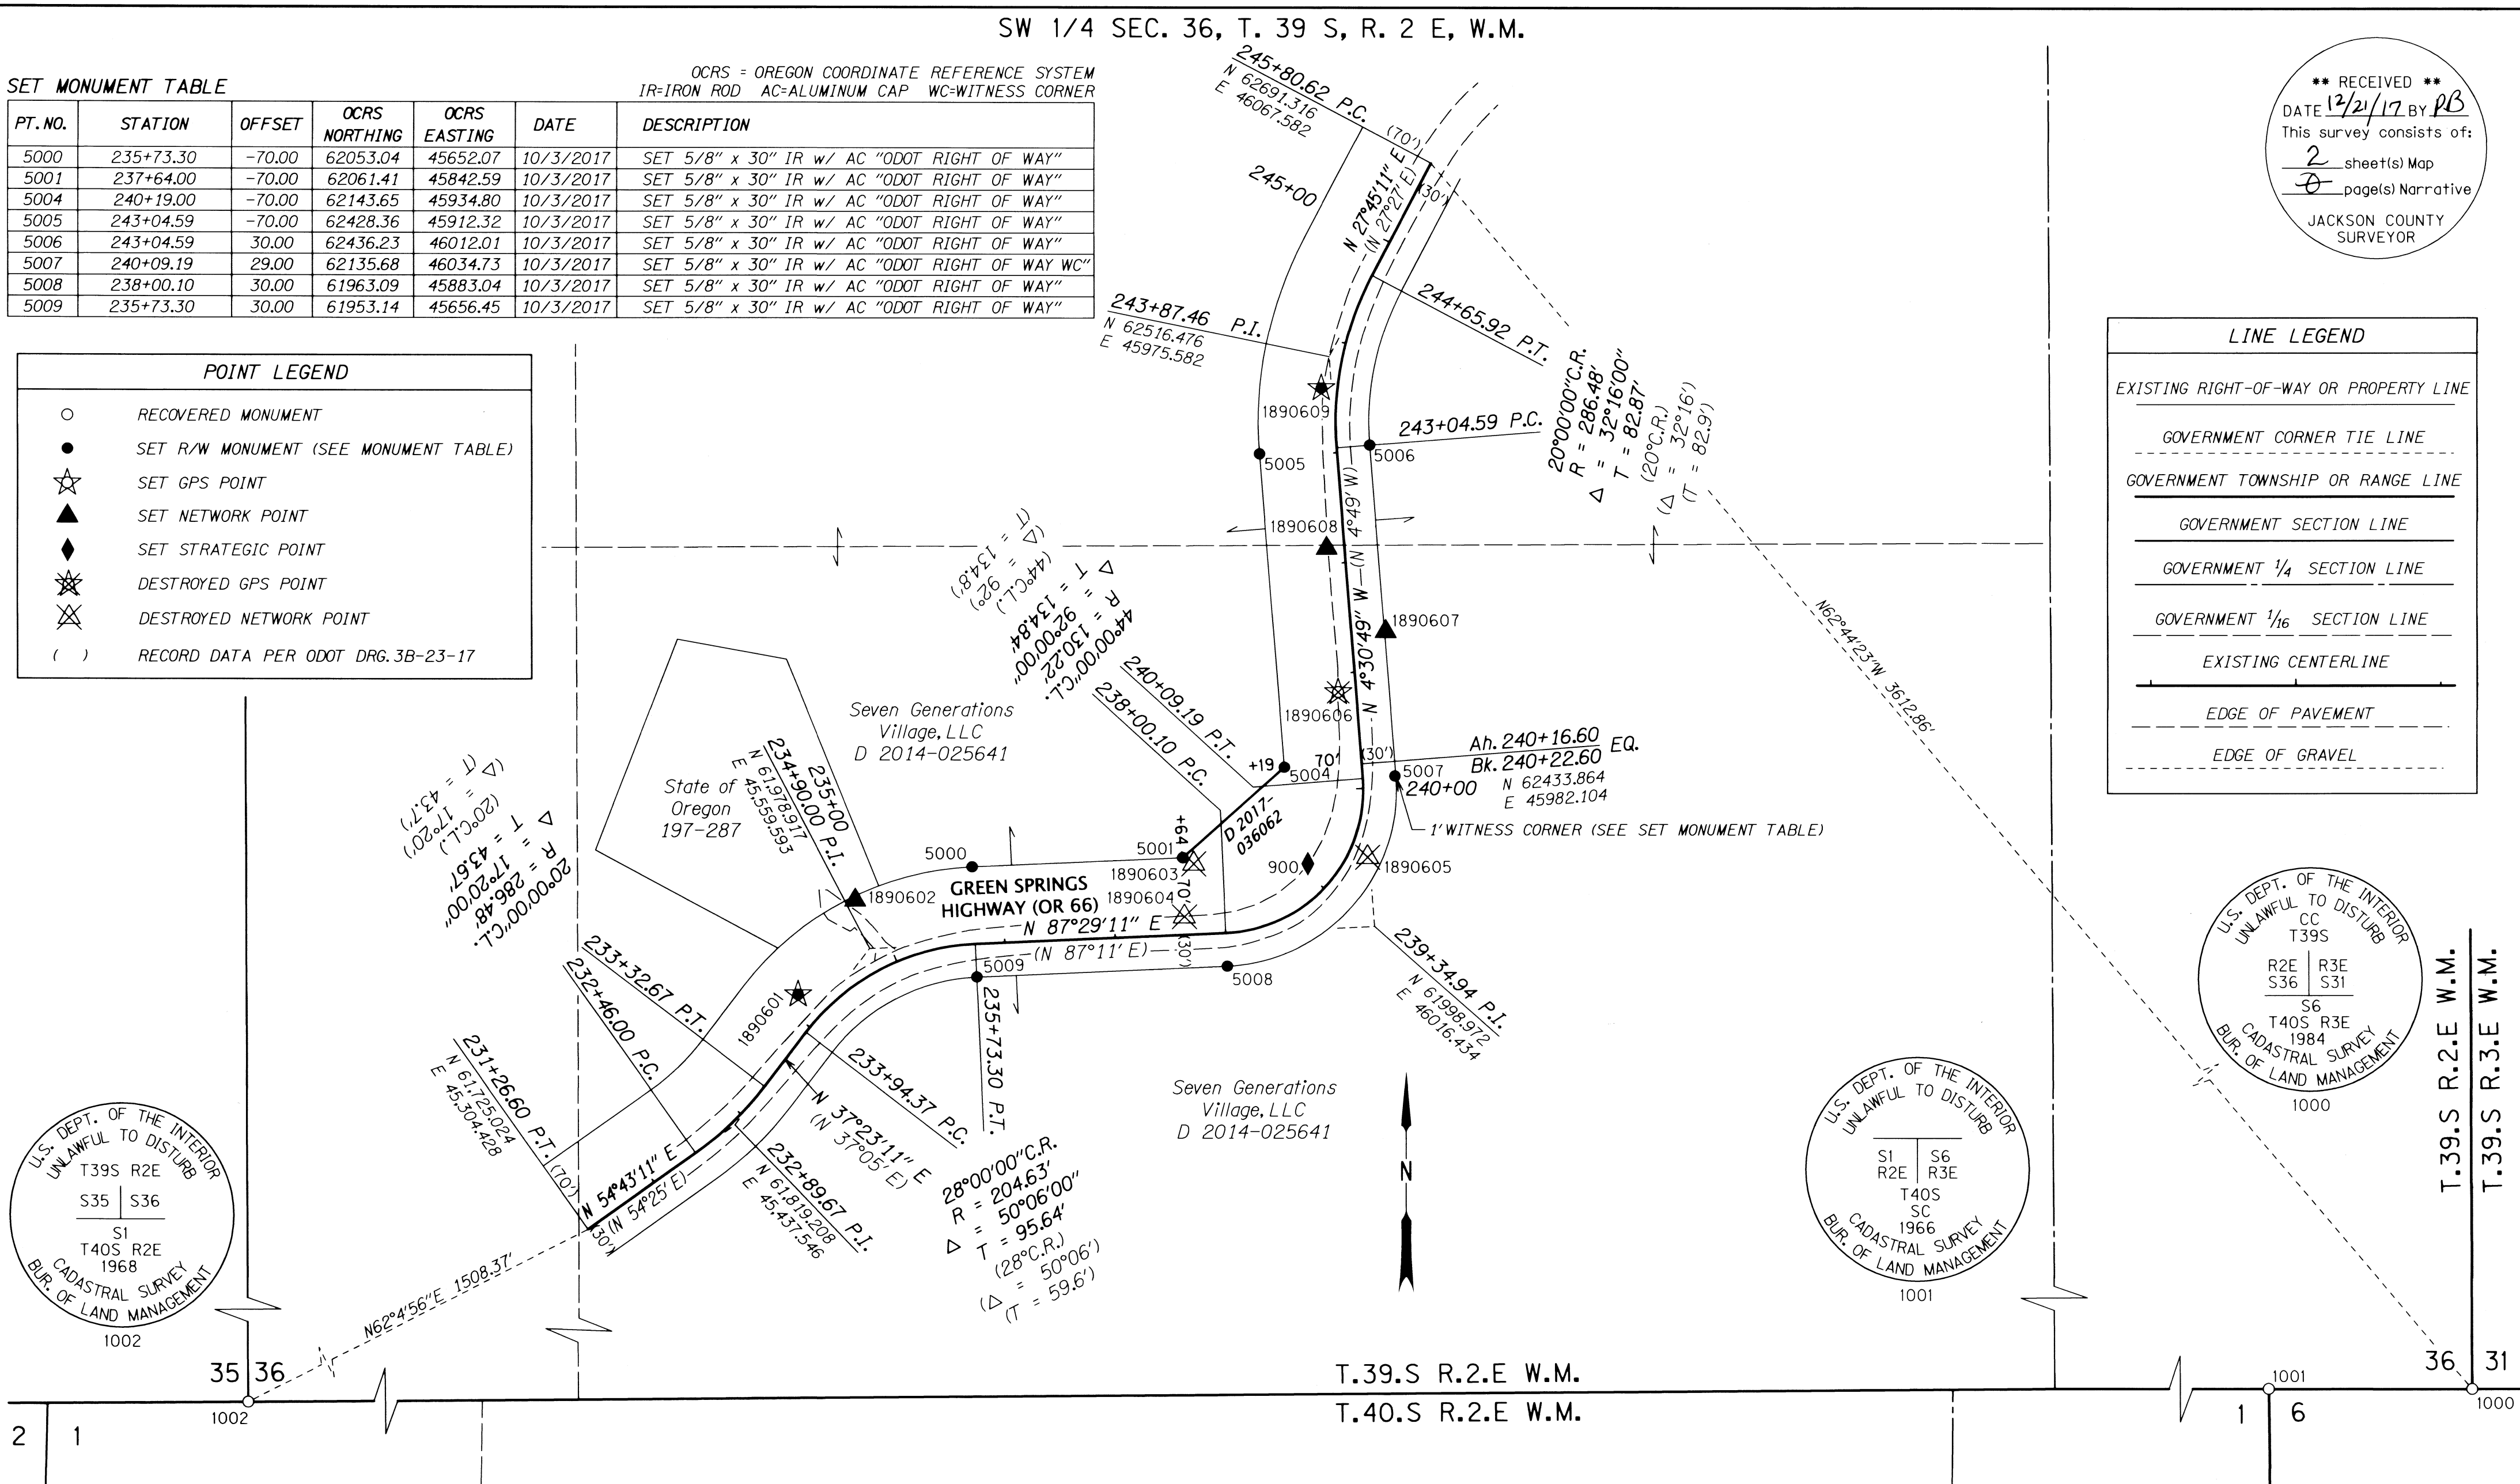 SW 1/4 SEC. 36, T. 39 S, R. 2 E, W.M.
SET MONUMENT TABLE
OCRS = OREGON COORDINATE REFERENCE SYSTEM
IR=IRON ROD AC=ALUMINUM CAP WC=WITNESS CORNER
PT.NO. STATION OFFSET OCRS NORTHING OCRS EASTING DATE DESCRIPTION
5000 235+73.30 -70.00 62053.04 45652.07 10/3/2017 SET 5/8" x 30" IR w/ AC "ODOT RIGHT OF WAY"
5001 237+64.00 -70.00 62061.41 45842.59 10/3/2017 SET 5/8" x 30" IR w/ AC "ODOT RIGHT OF WAY"
5004 240+19.00 -70.00 62143.65 45934.80 10/3/2017 SET 5/8" x 30" IR w/ AC "ODOT RIGHT OF WAY"
5005 243+04.59 -70.00 62428.36 45912.32 10/3/2017 SET 5/8" x 30" IR w/ AC "ODOT RIGHT OF WAY"
5006 243+04.59 30.00 62436.23 46012.01 10/3/2017 SET 5/8" x 30" IR w/ AC "ODOT RIGHT OF WAY"
5007 240+09.19 29.00 62135.68 46034.73 10/3/2017 SET 5/8" x 30" IR w/ AC "ODOT RIGHT OF WAY WC"
5008 238+00.10 30.00 61963.09 45883.04 10/3/2017 SET 5/8" x 30" IR w/ AC "ODOT RIGHT OF WAY"
5009 235+73.30 30.00 61953.14 45656.45 10/3/2017 SET 5/8" x 30" IR w/ AC "ODOT RIGHT OF WAY"
POINT LEGEND
RECOVERED MONUMENT
SET R/W MONUMENT (SEE MONUMENT TABLE)
SET GPS POINT
SET NETWORK POINT
SET STRATEGIC POINT
DESTROYED GPS POINT
DESTROYED NETWORK POINT
( ) RECORD DATA PER ODOT DRG. 3B-23-17
** RECEIVED **
DATE 12/21/17 BY PB
This survey consists of:
2 sheet(s) Map
0 page(s) Narrative
JACKSON COUNTY
SURVEYOR
LINE LEGEND
EXISTING RIGHT-OF-WAY OR PROPERTY LINE
GOVERNMENT CORNER TIE LINE
GOVERNMENT TOWNSHIP OR RANGE LINE
GOVERNMENT SECTION LINE
GOVERNMENT 1/4 SECTION LINE
GOVERNMENT 1/16 SECTION LINE
EXISTING CENTERLINE
EDGE OF PAVEMENT
EDGE OF GRAVEL
245+80.62 P.C.
N 62691.316
E 46067.582
(70')
(30')
245+00
N 27°45'11" E
(N 27°27' E)
243+87.46 P.I.
N 62516.476
E 45975.582
244+65.92 P.T.
20°00'00"C.R.
R = 286.48'
Δ = 32°16'00"
T = 82.87'
(20°C.R.)
(Δ = 32°16')
(T = 82.9')
1890609
243+04.59 P.C.
5005
5006
1890608
(N 4°49' W)
N 4°30'49" W
1890607
1890606
44°00'00"C.L.
R = 130.22'
Δ = 92°00'00"
T = 134.84'
(44°C.L.)
(Δ = 92°)
(T = 134.8')
240+09.19 P.T.
238+00.10 P.C.
Ah. 240+16.60
Bk. 240+22.60
EQ.
N 62433.864
E 45982.104
(30')
70'
+19
5004
5007
240+00
1' WITNESS CORNER (SEE SET MONUMENT TABLE)
N62°44'23"W 3612.86'
Seven Generations
Village, LLC
D 2014-025641
State of
Oregon
197-287
235+00
234+90.00 P.I.
N 61,978.917
E 45,559.593
D 2017-
036062
+64
5000
5001
1890603
900
1890605
1890602
GREEN SPRINGS
HIGHWAY (OR 66)
1890604
70'
(30')
N 87°29'11" E
(N 87°11' E)
5009
5008
20°00'00"C.L.
R = 286.48'
Δ = 17°20'00"
T = 43.67'
(20°C.L.)
(Δ = 17°20')
(T = 43.7')
239+34.94 P.I.
N 61998.972
E 46016.434
1890601
233+32.67 P.T.
232+46.00 P.C.
235+73.30 P.T.
233+94.37 P.C.
231+26.60 P.T.
N 61,725.024
E 45,304.428
(70')
(30')
N 54°43'11" E
(N 54°25' E)
N 37°23'11" E
(N 37°05' E)
232+89.67 P.I.
N 61,819.208
E 45,437.546
28°00'00"C.R.
R = 204.63'
Δ = 50°06'00"
T = 95.64'
(28°C.R.)
(Δ = 50°06')
(T = 59.6')
Seven Generations
Village, LLC
D 2014-025641
N
N62°4'56"E 1508.37'
U.S. DEPT. OF THE INTERIOR
UNLAWFUL TO DISTURB
T39S R2E
S35 S36
S1
T40S R2E
1968
CADASTRAL SURVEY
BUR. OF LAND MANAGEMENT
1002
U.S. DEPT. OF THE INTERIOR
UNLAWFUL TO DISTURB
S1 S6
R2E R3E
T40S
SC
1966
CADASTRAL SURVEY
BUR. OF LAND MANAGEMENT
1001
U.S. DEPT. OF THE INTERIOR
UNLAWFUL TO DISTURB
CC
T39S
R2E R3E
S36 S31
S6
T40S R3E
1984
CADASTRAL SURVEY
BUR. OF LAND MANAGEMENT
1000
T.39.S R.2.E W.M.
T.39.S R.3.E W.M.
35 36
1002
2 1
T.39.S R.2.E W.M.
T.40.S R.2.E W.M.
36 31
1001
1000
1 6